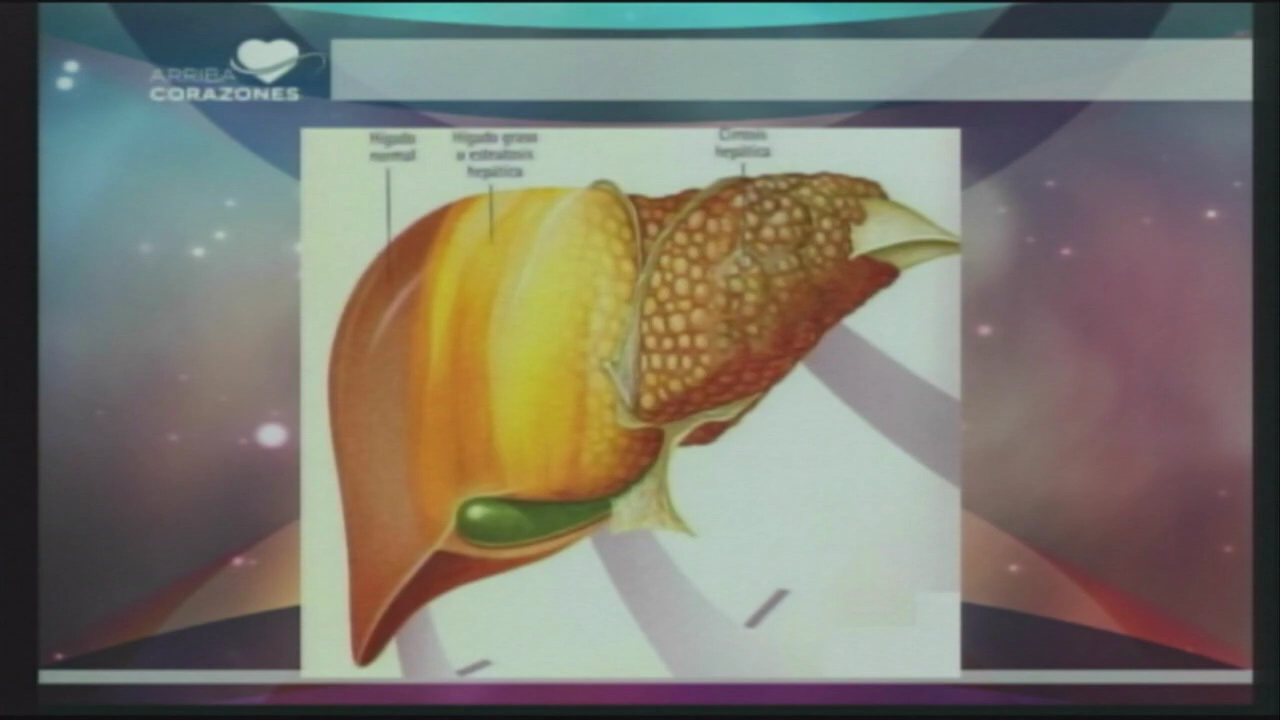 ARRIBA
CORAZONES
Hígado
normal
Hígado graso
o esteatosis
hepática
Cirrosis
hepática